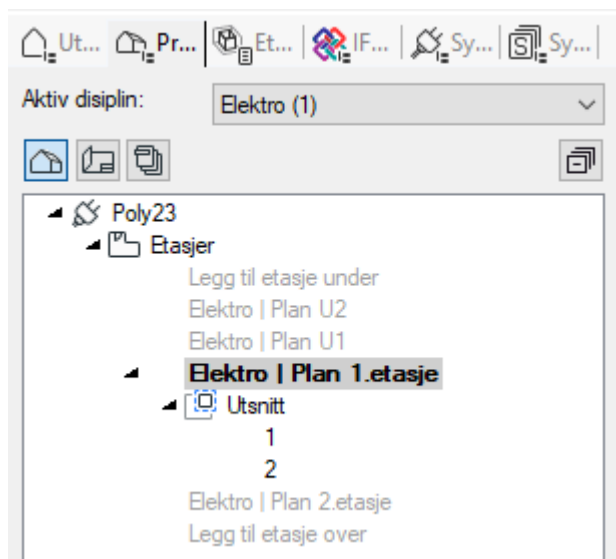 Ut... Pr... Et... IF... Sy... S Sy...
Aktiv disiplin: Elektro (1)
Poly23
Etasjer
Legg til etasje under
Elektro | Plan U2
Elektro | Plan U1
Elektro | Plan 1.etasje
Utsnitt
1
2
Elektro | Plan 2.etasje
Legg til etasje over